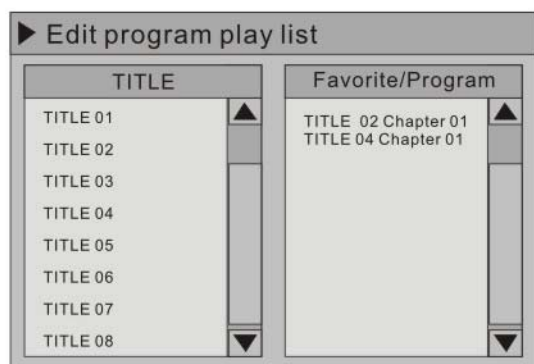 Edit program play list
TITLE
TITLE 01
TITLE 02
TITLE 03
TITLE 04
TITLE 05
TITLE 06
TITLE 07
TITLE 08
Favorite/Program
TITLE 02 Chapter 01
TITLE 04 Chapter 01